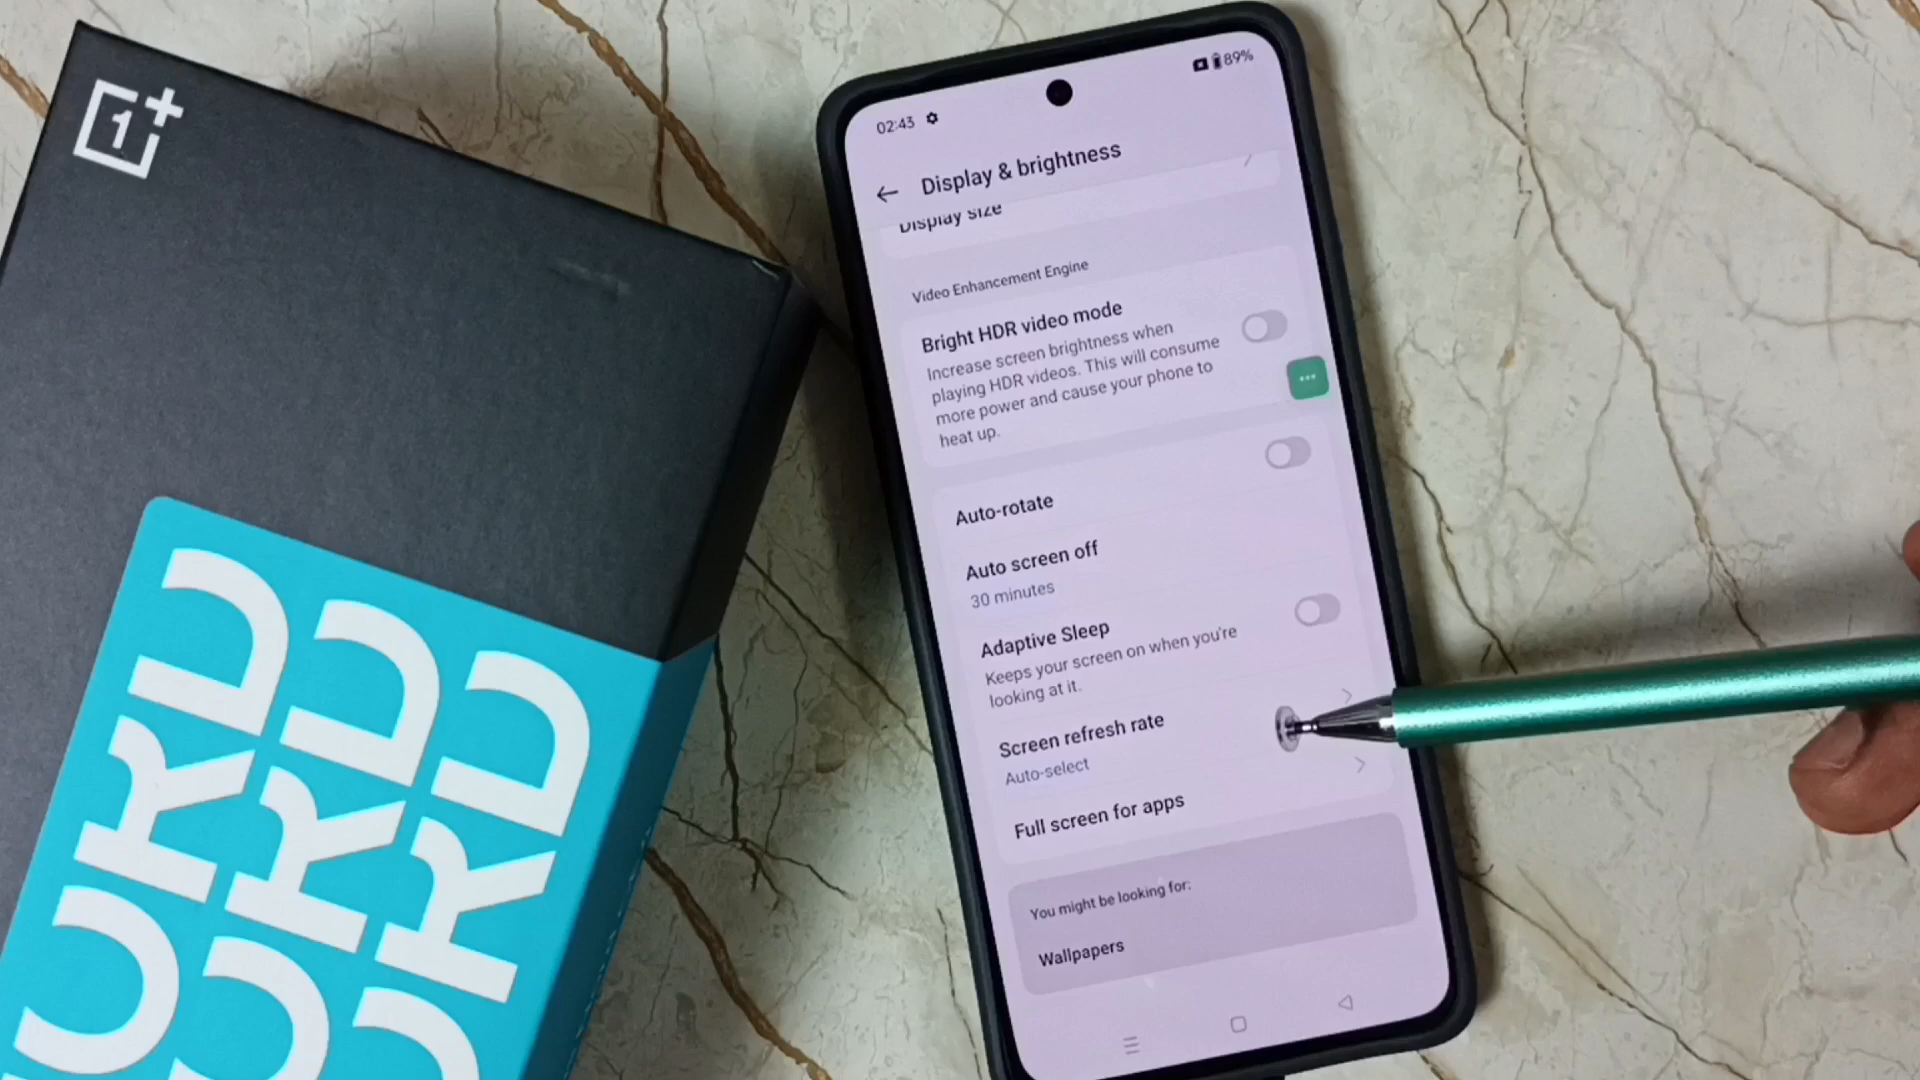 1+
NORD
NORD
NORD
02:43
89%
Display & brightness
Display size
Video Enhancement Engine
Bright HDR video mode
Increase screen brightness when
playing HDR videos. This will consume
more power and cause your phone to
heat up.
Auto-rotate
Auto screen off
30 minutes
Adaptive Sleep
Keeps your screen on when you're
looking at it.
Screen refresh rate
Auto-select
Full screen for apps
You might be looking for:
Wallpapers